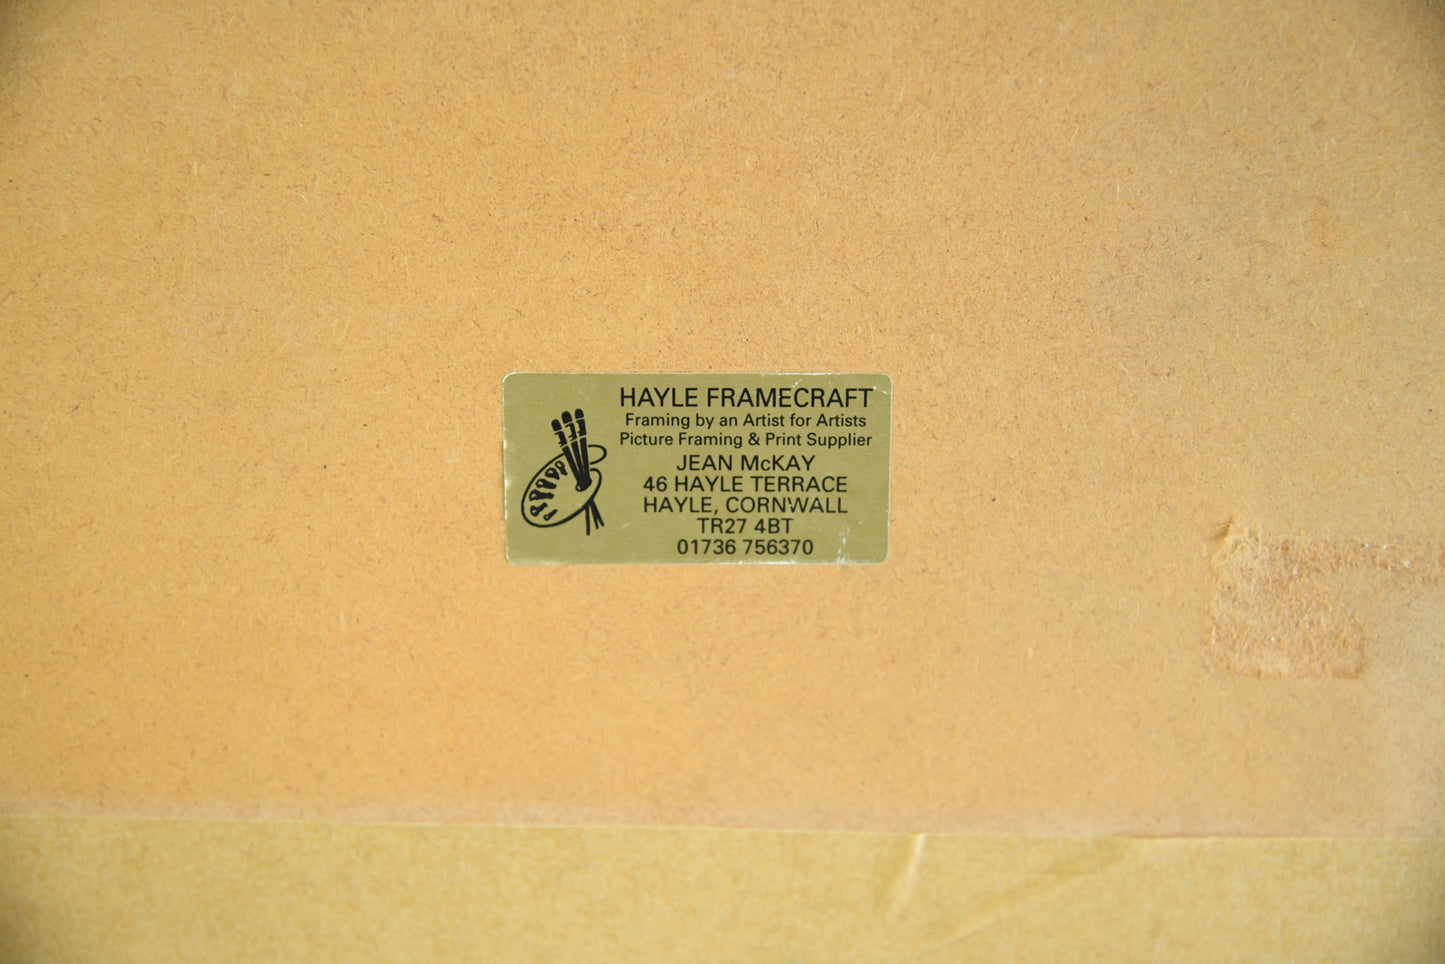 HAYLE FRAMECRAFT
Framing by an Artist for Artists
Picture Framing & Print Supplier
JEAN McKAY
46 HAYLE TERRACE
HAYLE, CORNWALL
TR27 4BT
01736 756370